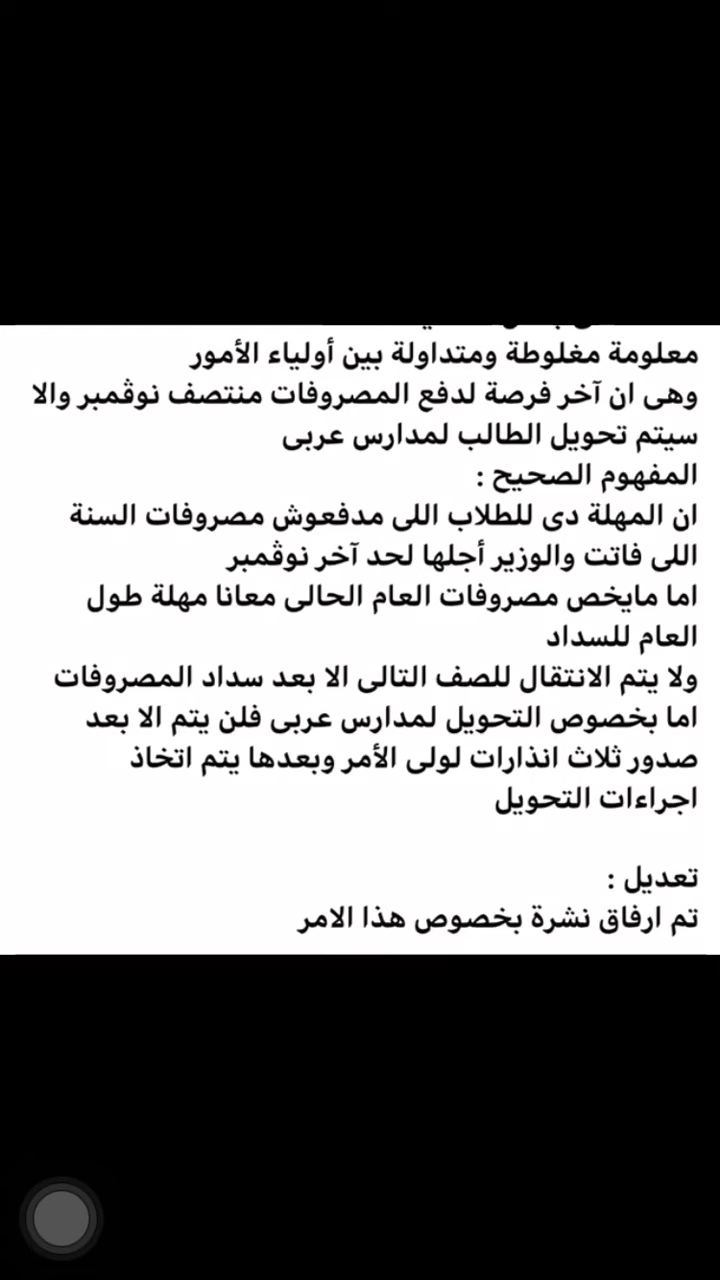 معلومة مغلوطة ومتداولة بين أولياء الأمور
وهى ان آخر فرصة لدفع المصروفات منتصف نوڤمبر والا
سيتم تحويل الطالب لمدارس عربى
المفهوم الصحيح :
ان المهلة دى للطلاب اللى مدفعوش مصروفات السنة
اللى فاتت والوزير أجلها لحد آخر نوڤمبر
اما مايخص مصروفات العام الحالى معانا مهلة طول
العام للسداد
ولا يتم الانتقال للصف التالى الا بعد سداد المصروفات
اما بخصوص التحويل لمدارس عربى فلن يتم الا بعد
صدور ثلاث انذارات لولى الأمر وبعدها يتم اتخاذ
اجراءات التحويل
تعديل :
تم ارفاق نشرة بخصوص هذا الامر